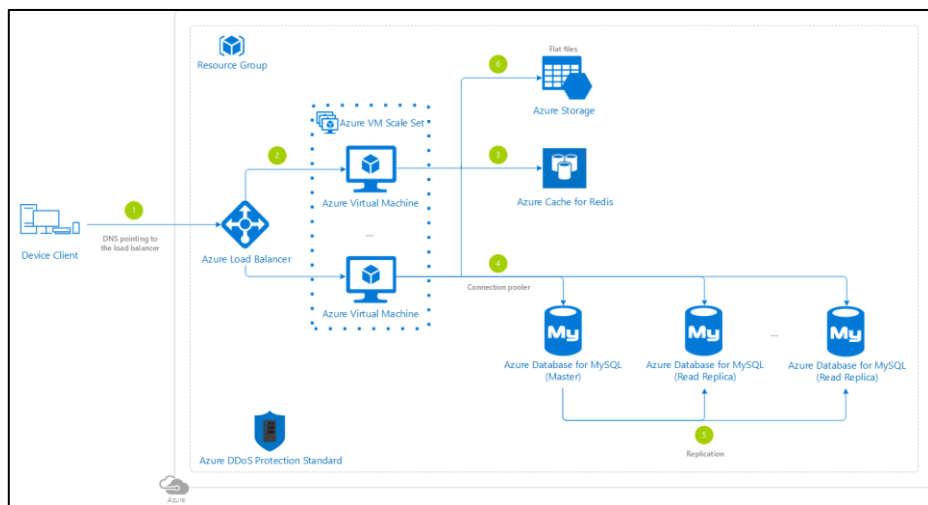 Resource Group
Flat files
6
Azure Storage
Azure VM Scale Set
2
3
Azure Virtual Machine
Azure Cache for Redis
1
DNS pointing to
the load balancer
Device Client
Azure Load Balancer
...
4
Connection pooler
Azure Virtual Machine
My
My
...
My
Azure Database for MySQL
(Master)
Azure Database for MySQL
(Read Replica)
Azure Database for MySQL
(Read Replica)
5
Replication
Azure DDoS Protection Standard
Azure